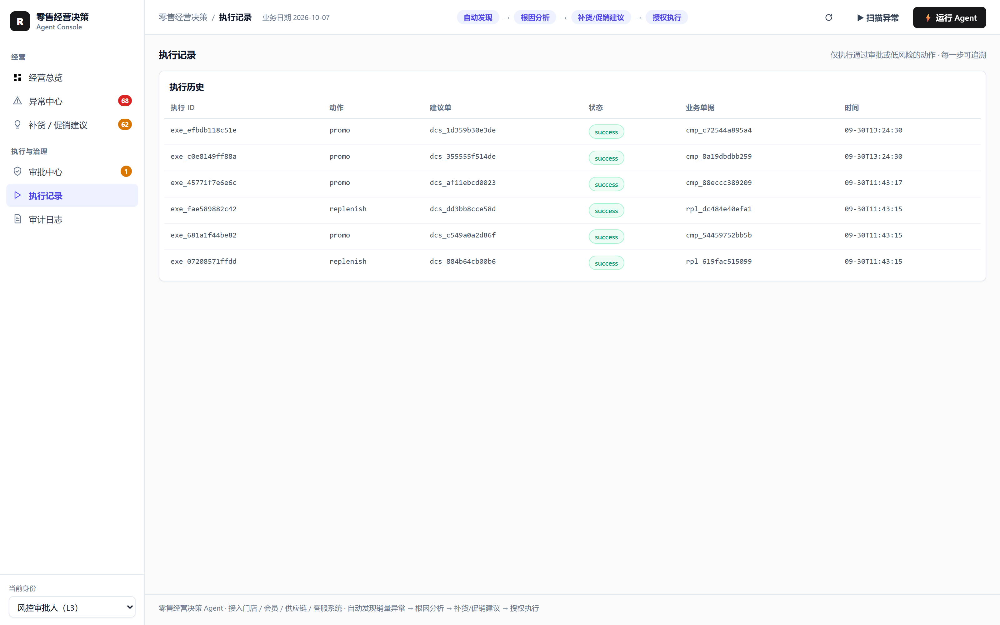 R
零售经营决策
Agent Console
经营
经营总览
异常中心 68
补货 / 促销建议 62
执行与治理
审批中心 1
执行记录
审计日志
当前身份
风控审批人（L3）
零售经营决策 / 执行记录 业务日期 2026-10-07
自动发现 → 根因分析 → 补货/促销建议 → 授权执行
▶ 扫描异常
运行 Agent
执行记录
仅执行通过审批或低风险的动作 · 每一步可追溯
执行历史
执行 ID 动作 建议单 状态 业务单据 时间
exe_efbdb118c51e promo dcs_1d359b30e3de success cmp_c72544a895a4 09-30T13:24:30
exe_c0e8149ff88a promo dcs_355555f514de success cmp_8a19dbdbb259 09-30T13:24:30
exe_45771f7e6e6c promo dcs_af11ebcd0023 success cmp_88eccc389209 09-30T11:43:17
exe_fae589882c42 replenish dcs_dd3bb8cce58d success rpl_dc484e40efa1 09-30T11:43:15
exe_681a1f44be82 promo dcs_c549a0a2d86f success cmp_54459752bb5b 09-30T11:43:15
exe_07208571ffdd replenish dcs_884b64cb00b6 success rpl_619fac515099 09-30T11:43:15
零售经营决策 Agent · 接入门店 / 会员 / 供应链 / 客服系统 · 自动发现销量异常 → 根因分析 → 补货/促销建议 → 授权执行